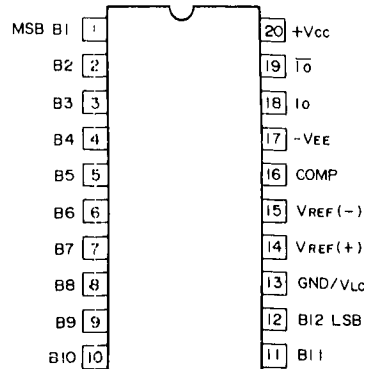 MSB B1 1 20 +VCC
B2 2 19 I̅o̅
B3 3 18 Io
B4 4 17 -VEE
B5 5 16 COMP
B6 6 15 VREF(-)
B7 7 14 VREF(+)
B8 8 13 GND/VLC
B9 9 12 B12 LSB
B10 10 11 B11